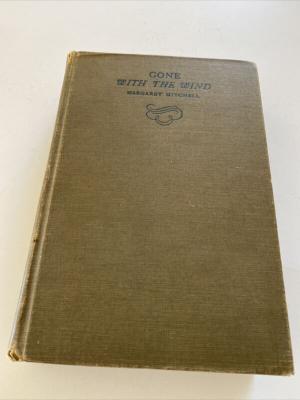 GONE
WITH THE WIND
MARGARET MITCHELL